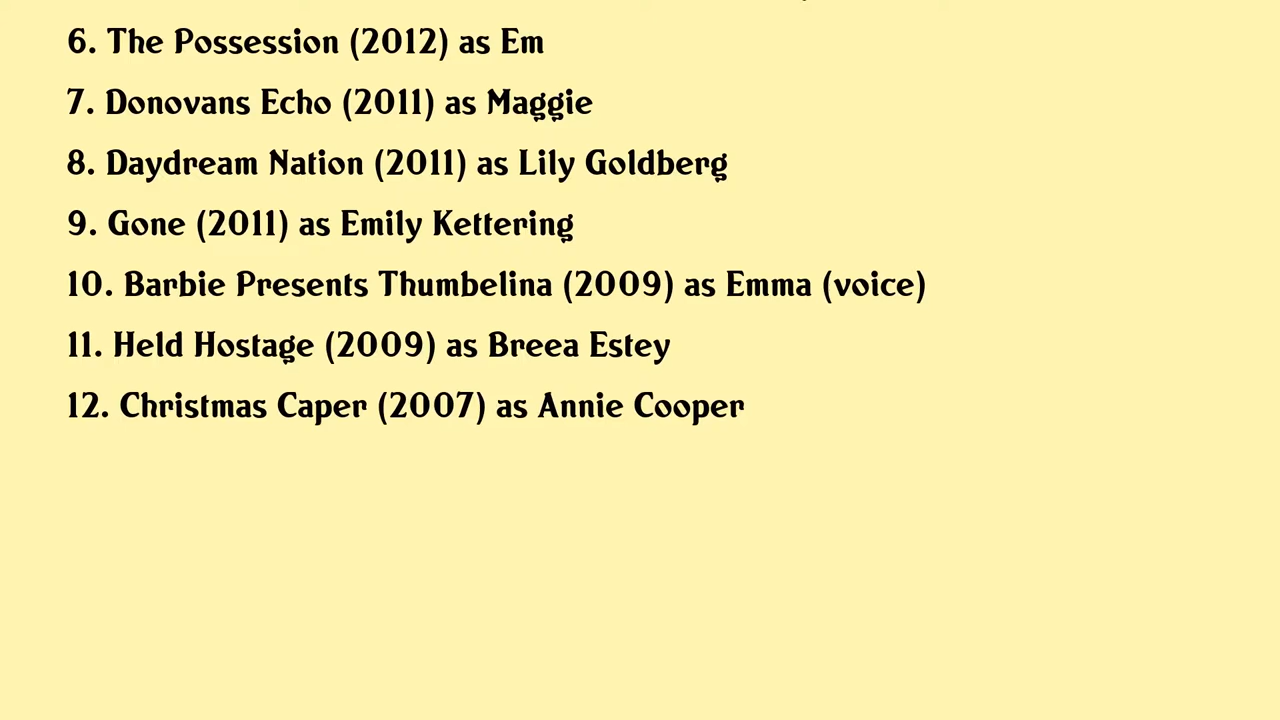 6. The Possession (2012) as Em
7. Donovans Echo (2011) as Maggie
8. Daydream Nation (2011) as Lily Goldberg
9. Gone (2011) as Emily Kettering
10. Barbie Presents Thumbelina (2009) as Emma (voice)
11. Held Hostage (2009) as Breea Estey
12. Christmas Caper (2007) as Annie Cooper